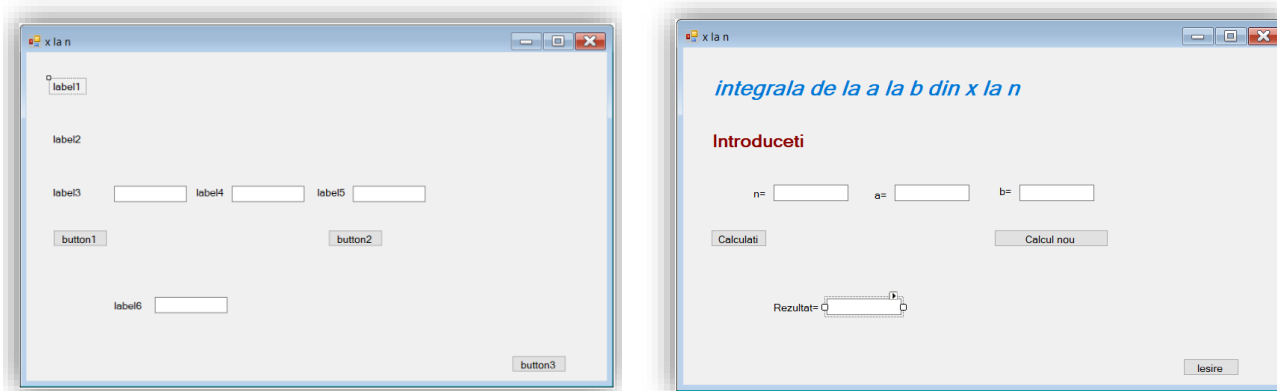 x la n
label1
label2
label3 label4 label5
button1 button2
label6
button3
x la n
integrala de la a la b din x la n
Introduceti
n= a= b=
Calculati Calcul nou
Rezultat=
Iesire